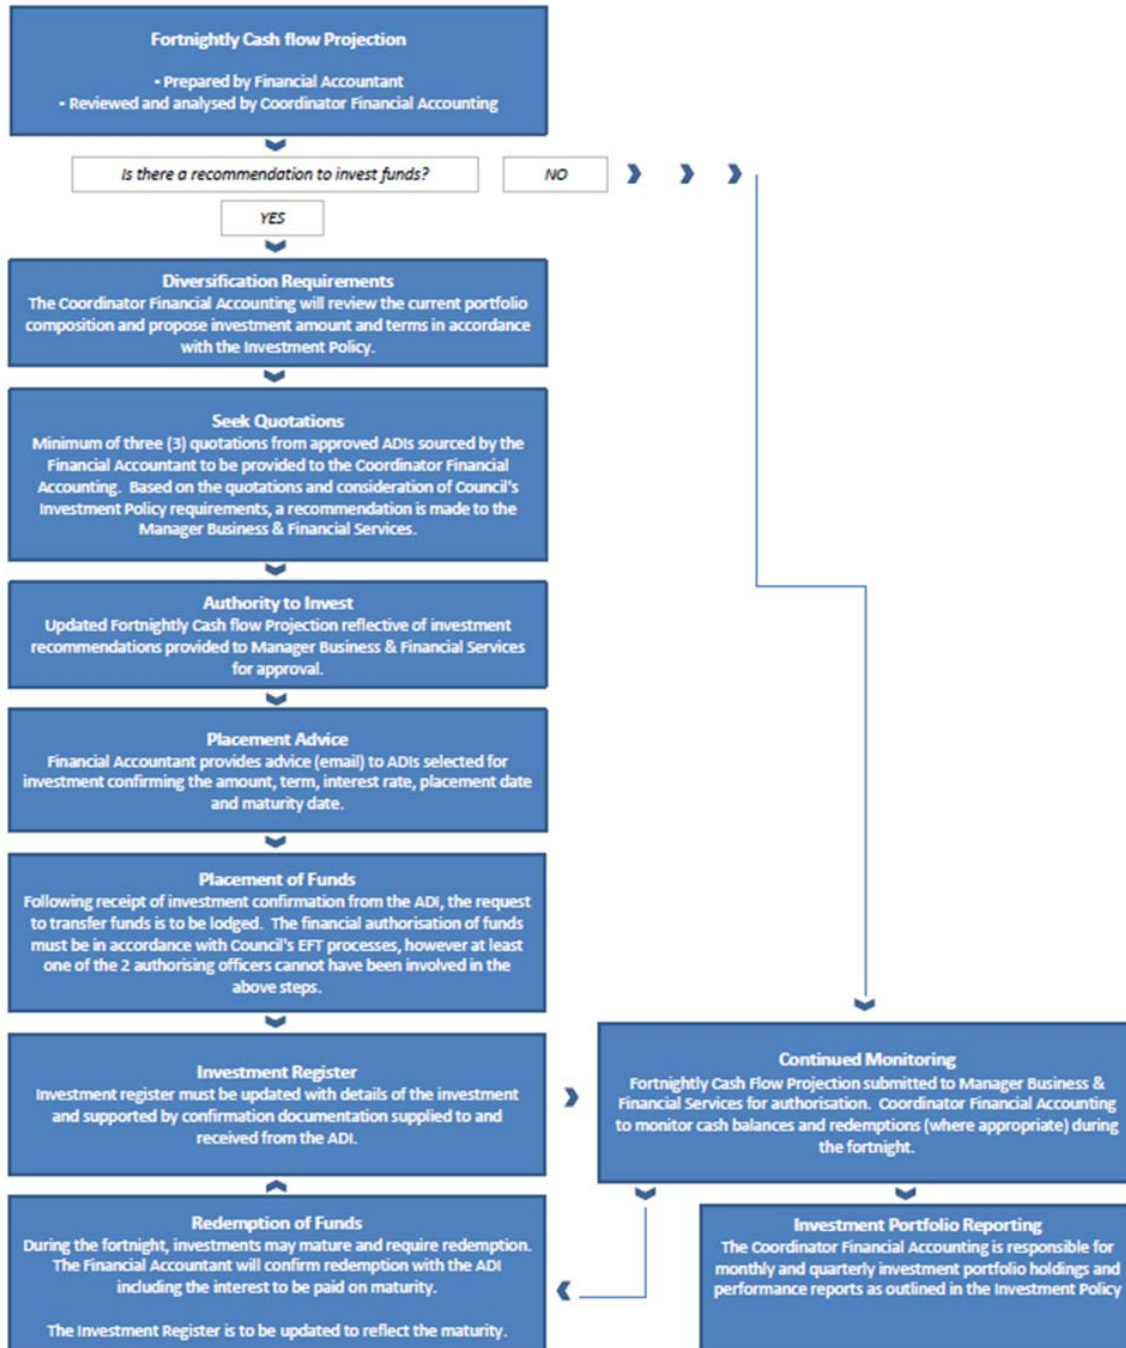 Fortnightly Cash flow Projection
- Prepared by Financial Accountant
- Reviewed and analysed by Coordinator Financial Accounting
Is there a recommendation to invest funds?
NO
YES
Diversification Requirements
The Coordinator Financial Accounting will review the current portfolio
composition and propose investment amount and terms in accordance
with the Investment Policy.
Seek Quotations
Minimum of three (3) quotations from approved ADIs sourced by the
Financial Accountant to be provided to the Coordinator Financial
Accounting. Based on the quotations and consideration of Council's
Investment Policy requirements, a recommendation is made to the
Manager Business & Financial Services.
Authority to Invest
Updated Fortnightly Cash flow Projection reflective of investment
recommendations provided to Manager Business & Financial Services
for approval.
Placement Advice
Financial Accountant provides advice (email) to ADIs selected for
investment confirming the amount, term, interest rate, placement date
and maturity date.
Placement of Funds
Following receipt of investment confirmation from the ADI, the request
to transfer funds is to be lodged. The financial authorisation of funds
must be in accordance with Council's EFT processes, however at least
one of the 2 authorising officers cannot have been involved in the
above steps.
Investment Register
Investment register must be updated with details of the investment
and supported by confirmation documentation supplied to and
received from the ADI.
Continued Monitoring
Fortnightly Cash Flow Projection submitted to Manager Business &
Financial Services for authorisation. Coordinator Financial Accounting
to monitor cash balances and redemptions (where appropriate) during
the fortnight.
Redemption of Funds
During the fortnight, investments may mature and require redemption.
The Financial Accountant will confirm redemption with the ADI
including the interest to be paid on maturity.
The Investment Register is to be updated to reflect the maturity.
Investment Portfolio Reporting
The Coordinator Financial Accounting is responsible for
monthly and quarterly investment portfolio holdings and
performance reports as outlined in the Investment Policy